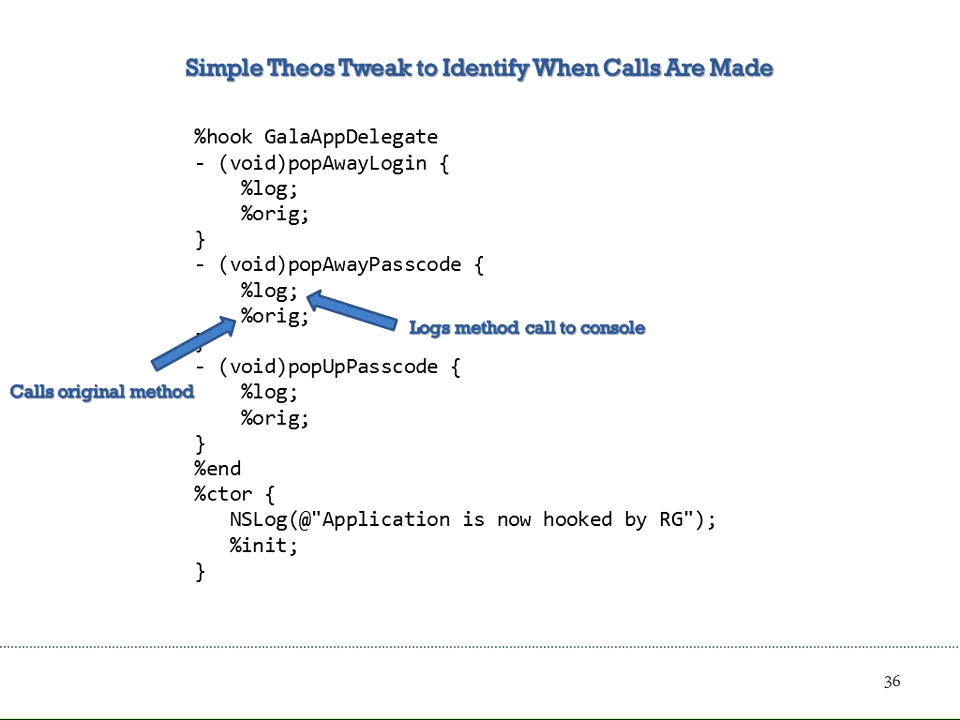 Simple Theos Tweak to Identify When Calls Are Made
%hook GalaAppDelegate
- (void)popAwayLogin {
%log;
%orig;
}
- (void)popAwayPasscode {
%log;
%orig;
Logs method call to console
}
- (void)popUpPasscode {
Calls original method
%log;
%orig;
}
%end
%ctor {
NSLog(@"Application is now hooked by RG");
%init;
}
36